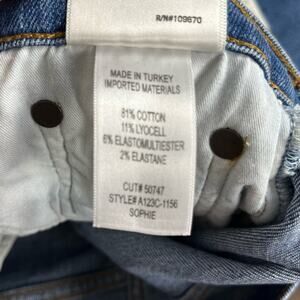 R/N#109670
MADE IN TURKEY
IMPORTED MATERIALS
81% COTTON
11% LYOCELL
6% ELASTOMULTIESTER
2% ELASTANE
CUT# 50747
STYLE# A123C-1156
SOPHIE